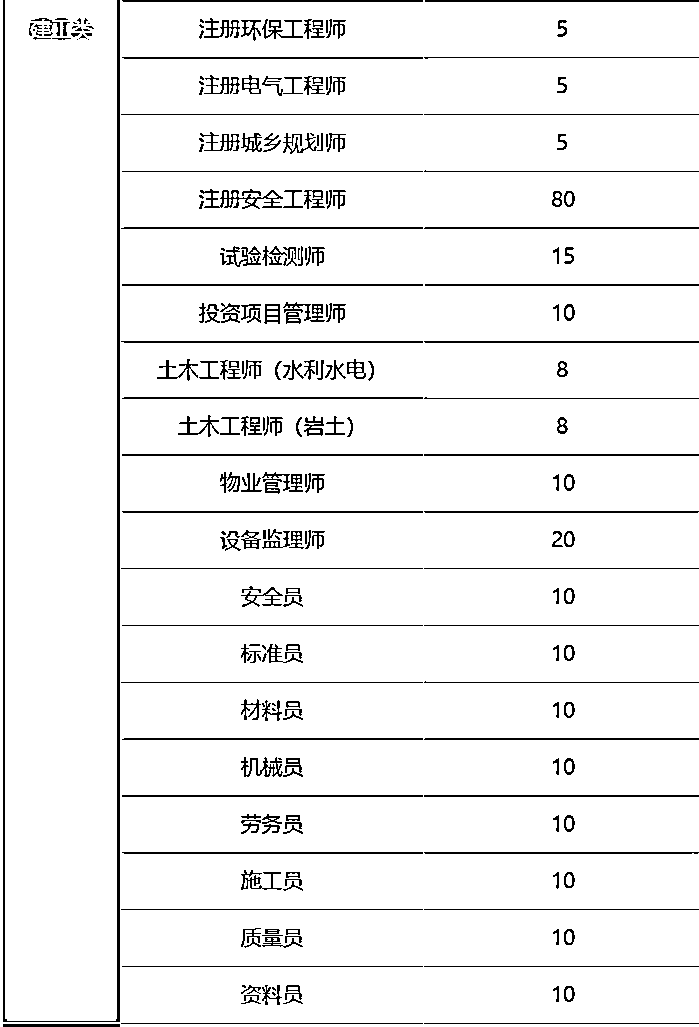 建II类
注册环保工程师 5
注册电气工程师 5
注册城乡规划师 5
注册安全工程师 80
试验检测师 15
投资项目管理师 10
土木工程师（水利水电） 8
土木工程师（岩土） 8
物业管理师 10
设备监理师 20
安全员 10
标准员 10
材料员 10
机械员 10
劳务员 10
施工员 10
质量员 10
资料员 10